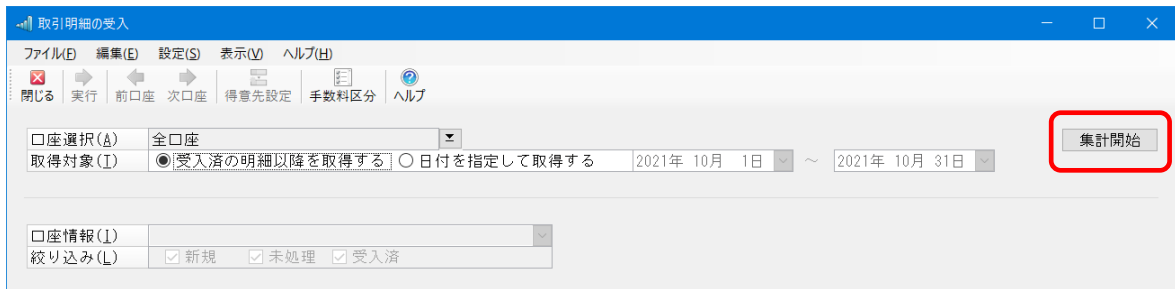 取引明細の受入
ファイル(F) 編集(E) 設定(S) 表示(V) ヘルプ(H)
閉じる 実行 前口座 次口座 得意先設定 手数料区分 ヘルプ
口座選択(A) 全口座 集計開始
取得対象(T) 受入済の明細以降を取得する 日付を指定して取得する 2021年 10月 1日 ～ 2021年 10月 31日
口座情報(I)
絞り込み(L) 新規 未処理 受入済